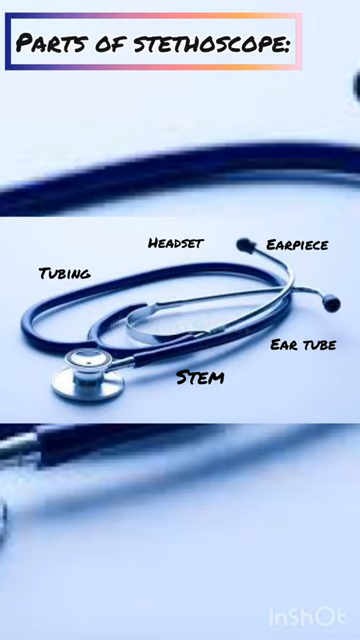 Parts of stethoscope:
Headset
Earpiece
Tubing
Ear tube
Stem
InShOt